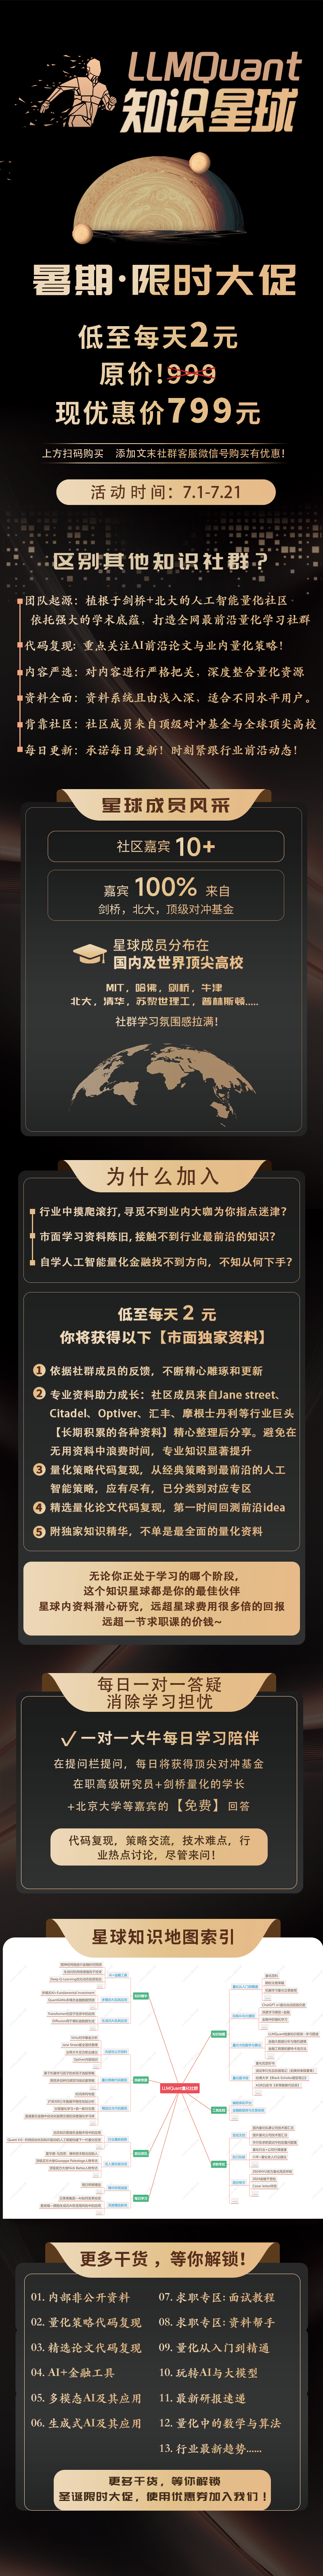 LLMQuant
知识星球
暑期·限时大促
低至每天2元
原价!999
现优惠价799元
上方扫码购买 添加文末社群客服微信号购买有优惠!
活动时间：7.1-7.21
区别其他知识社群？
团队起源：植根于剑桥+北大的人工智能量化社区
依托强大的学术底蕴，打造全网最前沿量化学习社群
代码复现：重点关注AI前沿论文与业内量化策略!
内容严选：对内容进行严格把关，深度整合量化资源
资料全面：资料系统且由浅入深，适合不同水平用户。
背靠社区：社区成员来自顶级对冲基金与全球顶尖高校
每日更新：承诺每日更新！时刻紧跟行业前沿动态！
星球成员风采
社区嘉宾 10+
嘉宾 100% 来自
剑桥，北大，顶级对冲基金
星球成员分布在
国内及世界顶尖高校
MIT，哈佛，剑桥，牛津
北大，清华，苏黎世理工，普林斯顿.....
社群学习氛围感拉满!
为什么加入
行业中摸爬滚打, 寻觅不到业内大咖为你指点迷津?
市面学习资料陈旧, 接触不到行业最前沿的知识?
自学人工智能量化金融找不到方向，不知从何下手?
低至每天 2 元
你将获得以下【市面独家资料】
1 依据社群成员的反馈，不断精心雕琢和更新
2 专业资料助力成长：社区成员来自Jane street、
Citadel、Optiver、汇丰、摩根士丹利等行业巨头
【长期积累的各种资料】精心整理后分享。避免在
无用资料中浪费时间，专业知识显著提升
3 量化策略代码复现，从经典策略到最前沿的人工
智能策略，应有尽有，已分类到对应专区
4 精选量化论文代码复现，第一时间回测前沿idea
5 附独家知识精华，不单是最全面的量化资料
无论你正处于学习的哪个阶段，
这个知识星球都是你的最佳伙伴
星球内资料潜心研究，远超星球费用很多倍的回报
远超一节求职课的价钱~
每日一对一答疑
消除学习担忧
一对一大牛每日学习陪伴
在提问栏提问，每日将获得顶尖对冲基金
在职高级研究员+剑桥量化的学长
+北京大学等嘉宾的【免费】回答
代码复现，策略交流，技术难点，行
业热点讨论，尽管来问！
星球知识地图索引
LLMQuant量化社群
更多干货，等你解锁!
01. 内部非公开资料
02. 量化策略代码复现
03. 精选论文代码复现
04. AI+金融工具
05. 多模态AI及其应用
06. 生成式AI及其应用
07. 求职专区: 面试教程
08. 求职专区: 资料帮手
09. 量化从入门到精通
10. 玩转AI与大模型
11. 最新研报速递
12. 量化中的数学与算法
13. 行业最新趋势......
更多干货，等你解锁
圣诞限时大促，使用优惠券加入我们！